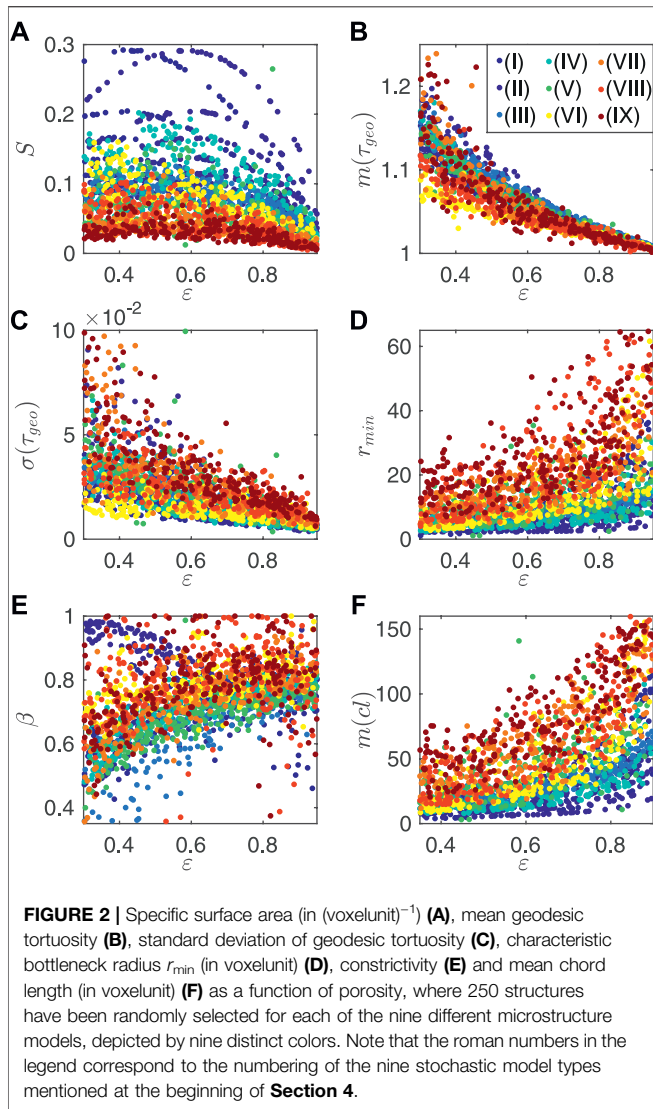 A
0.3
0.2
0.1
0
S
0.4 0.6 0.8
ε
B
1.2
1.1
1
m(τgeo)
0.4 0.6 0.8
ε
(I) (IV) (VII)
(II) (V) (VIII)
(III) (VI) (IX)
C
×10-2
10
5
0
σ(τgeo)
0.4 0.6 0.8
ε
D
60
40
20
0
rmin
0.4 0.6 0.8
ε
E
1
0.8
0.6
0.4
β
0.4 0.6 0.8
ε
F
150
100
50
0
m(cl)
0.4 0.6 0.8
ε
FIGURE 2 | Specific surface area (in (voxelunit)−1) (A), mean geodesic
tortuosity (B), standard deviation of geodesic tortuosity (C), characteristic
bottleneck radius rmin (in voxelunit) (D), constrictivity (E) and mean chord
length (in voxelunit) (F) as a function of porosity, where 250 structures
have been randomly selected for each of the nine different microstructure
models, depicted by nine distinct colors. Note that the roman numbers in the
legend correspond to the numbering of the nine stochastic model types
mentioned at the beginning of Section 4.